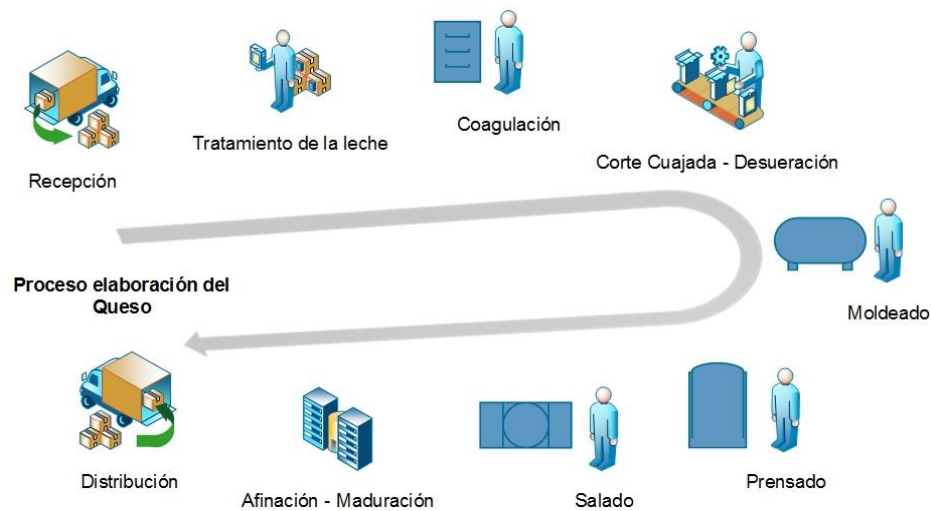 Recepción
Tratamiento de la leche
Coagulación
Corte Cuajada - Desueración
Moldeado
Proceso elaboración del
Queso
Prensado
Salado
Afinación - Maduración
Distribución